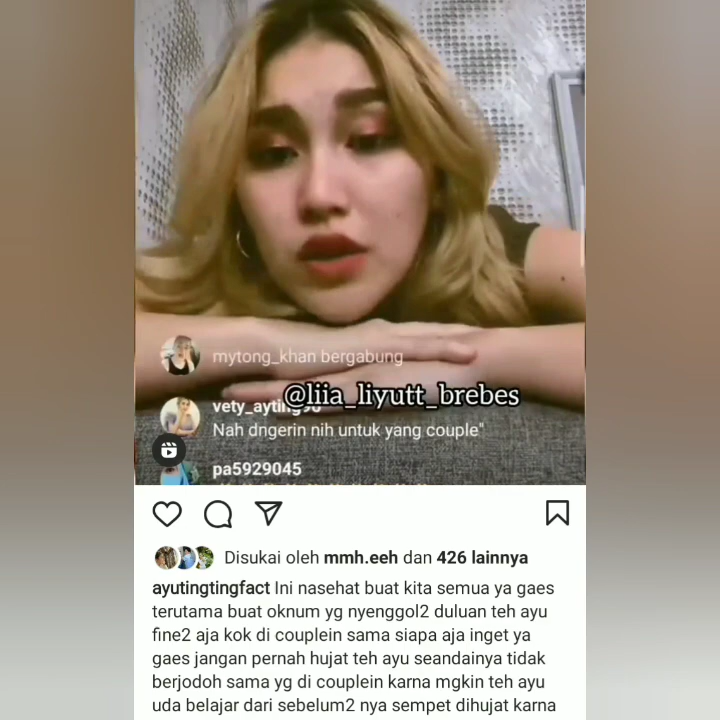 mytong_khan bergabung
@liia_liyutt_brebes
vety_ayting90
Nah dngerin nih untuk yang couple"
pa5929045
Disukai oleh mmh.eeh dan 426 lainnya
ayutingtingfact Ini nasehat buat kita semua ya gaes
terutama buat oknum yg nyenggol2 duluan teh ayu
fine2 aja kok di couplein sama siapa aja inget ya
gaes jangan pernah hujat teh ayu seandainya tidak
berjodoh sama yg di couplein karna mgkin teh ayu
uda belajar dari sebelum2 nya sempet dihujat karna